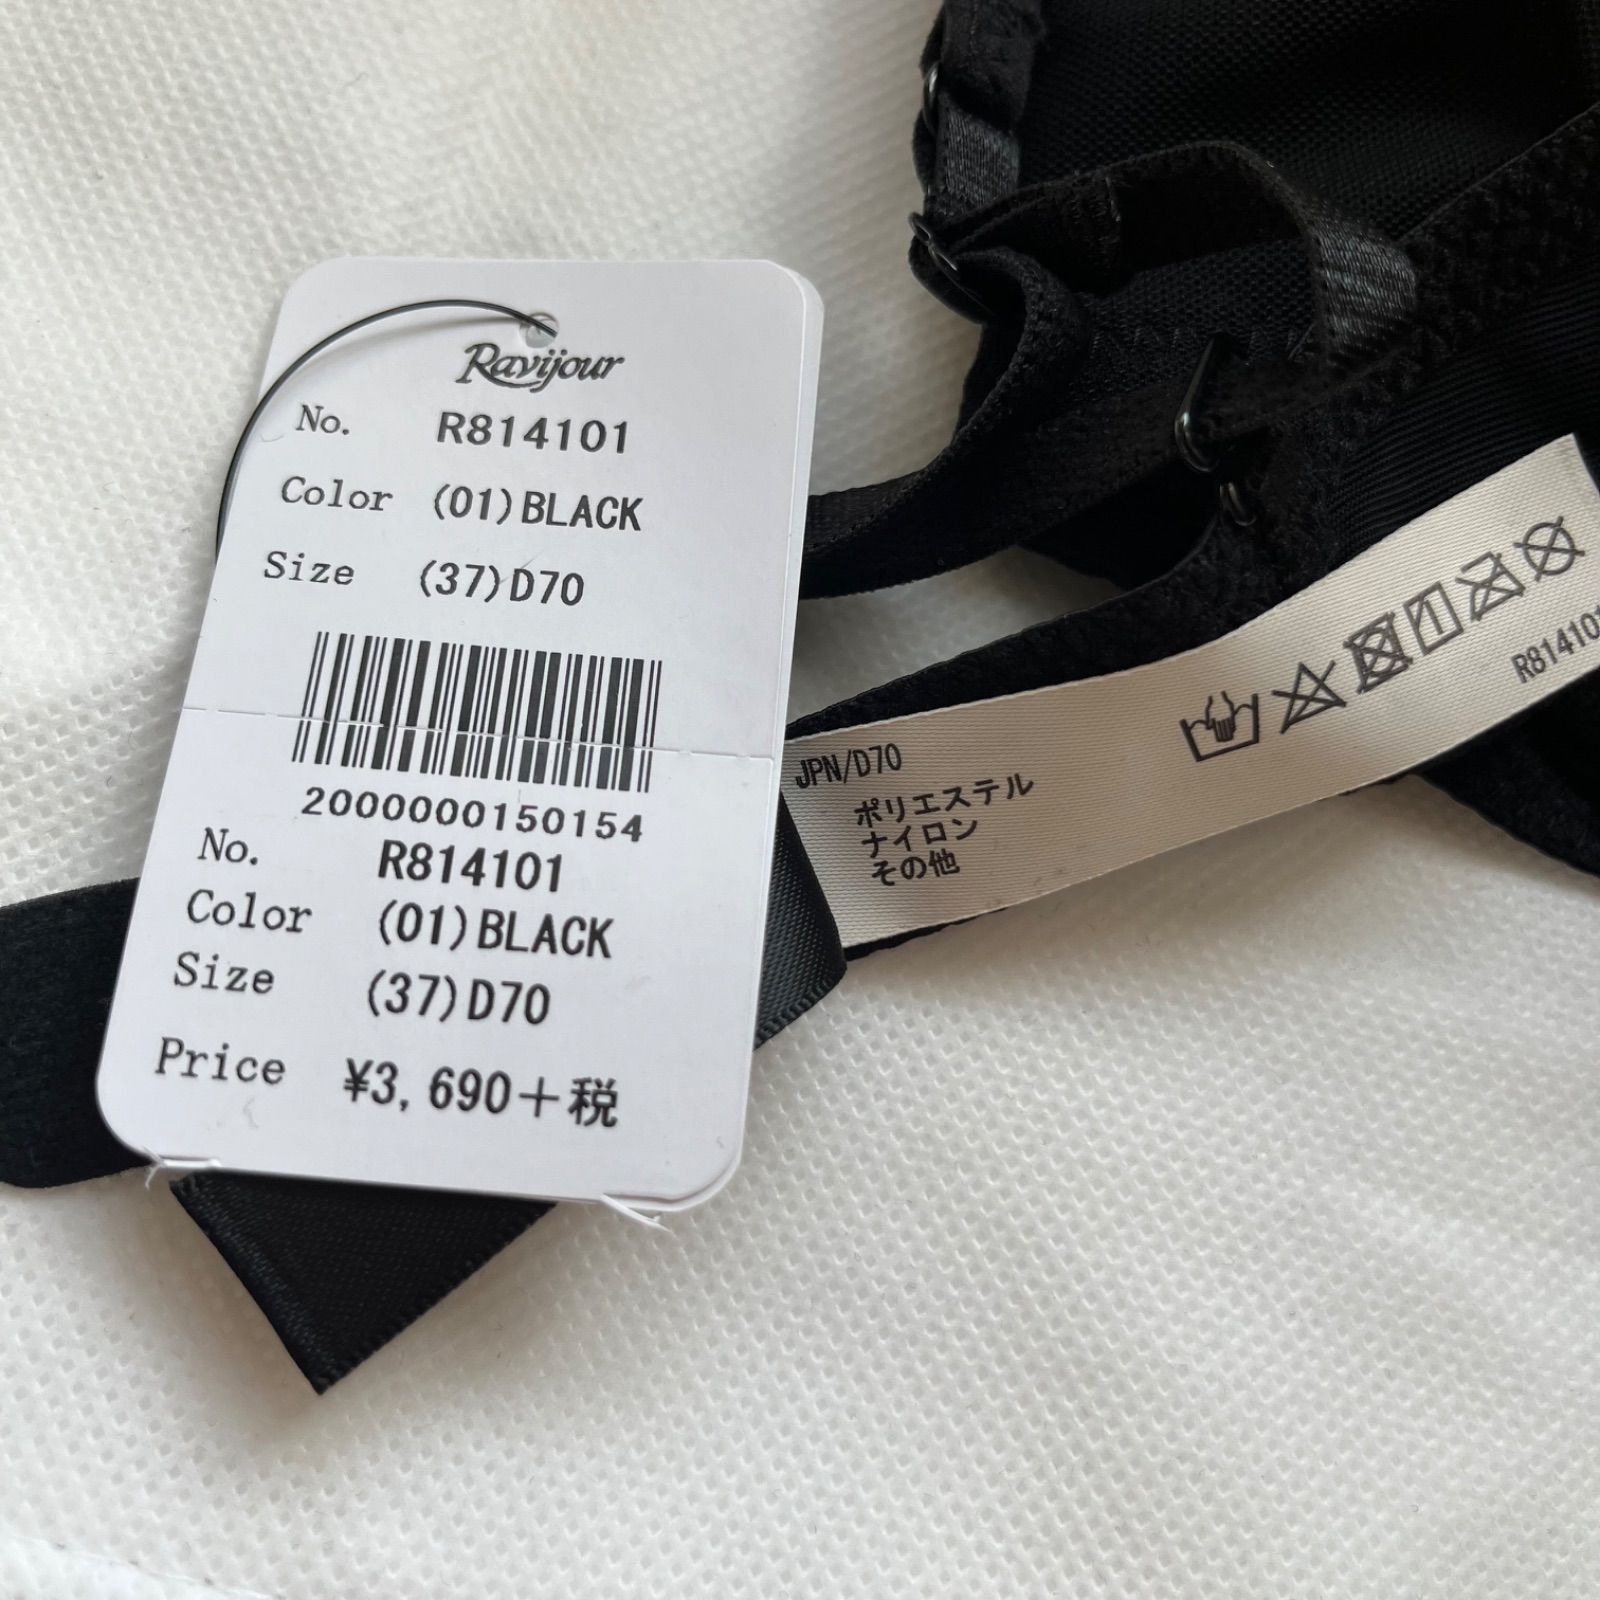 Ravijour
No. R814101
Color (01)BLACK
Size (37)D70
2000000150154
No. R814101
Color (01)BLACK
Size (37)D70
Price ¥3,690+税
JPN/D70
ポリエステル
ナイロン
その他
R814101